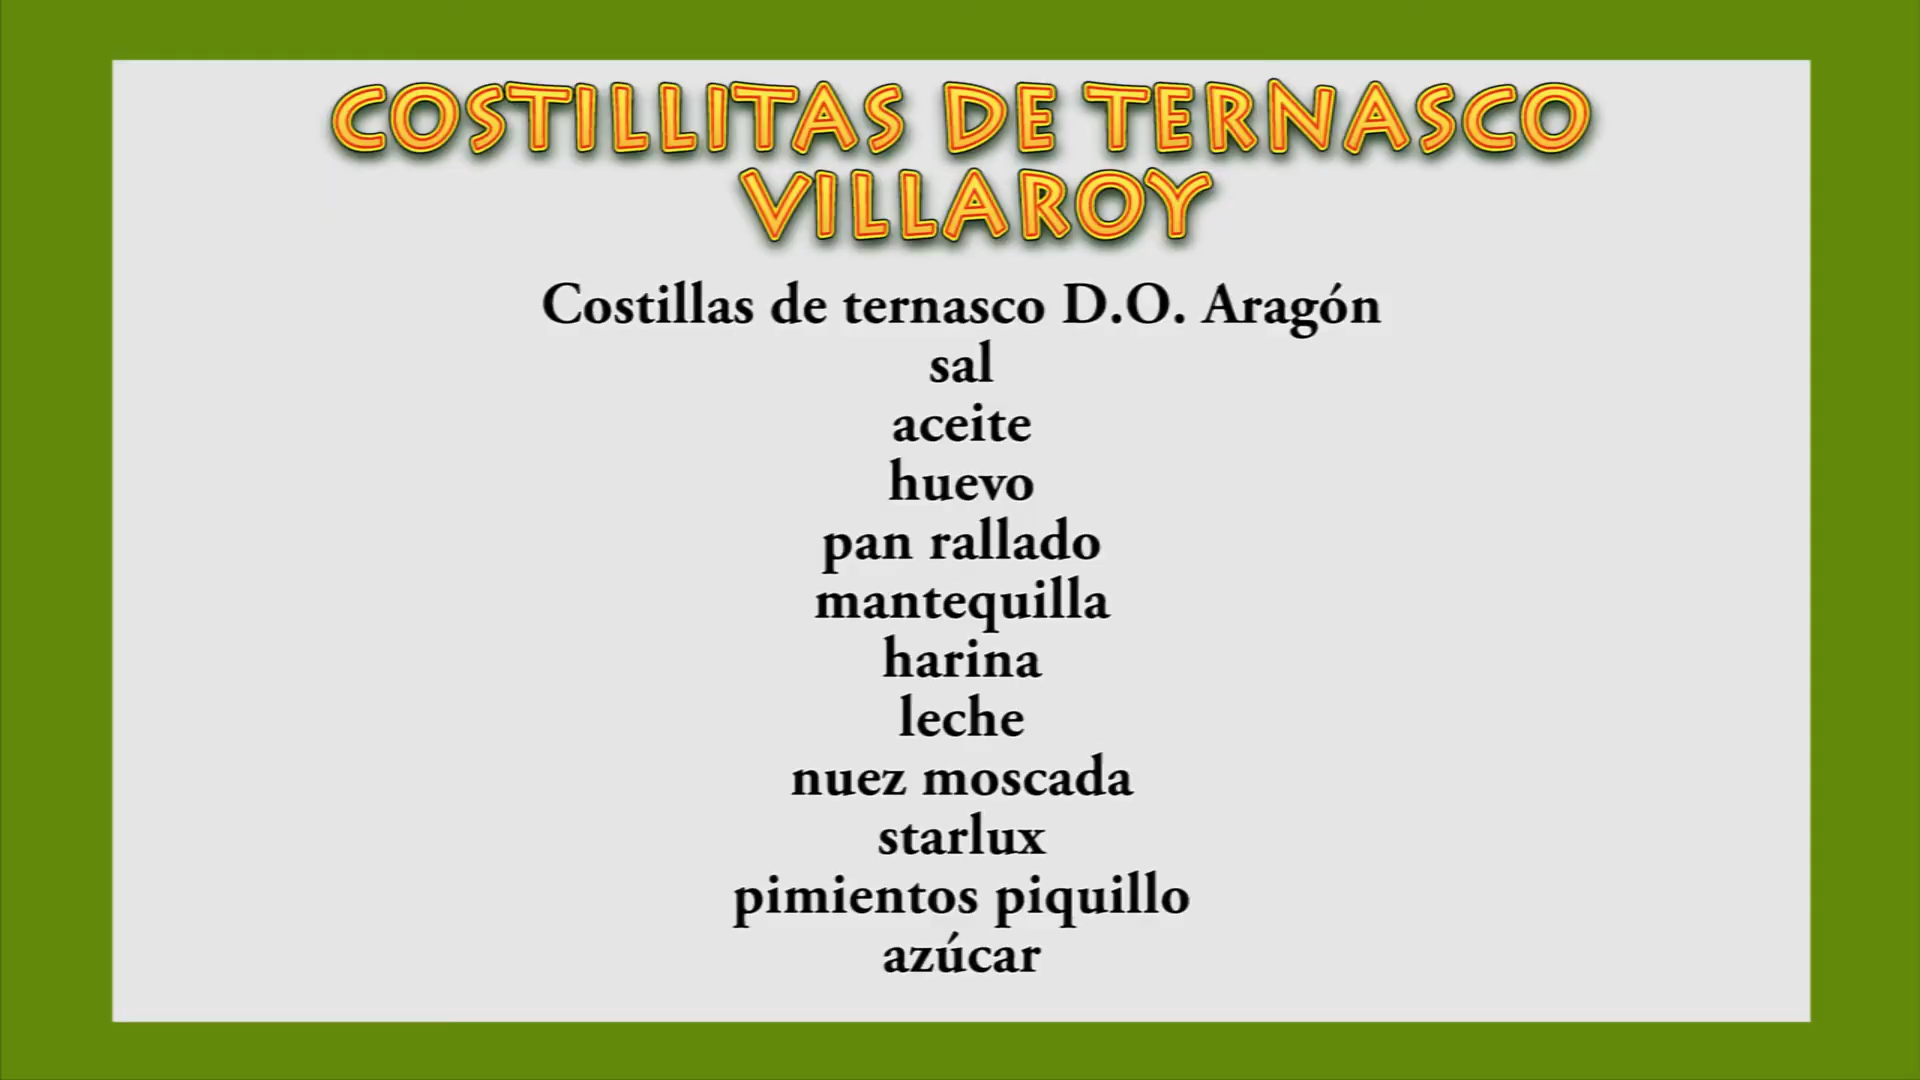 COSTILLITAS DE TERNASCO
VILLAROY
Costillas de ternasco D.O. Aragón
sal
aceite
huevo
pan rallado
mantequilla
harina
leche
nuez moscada
starlux
pimientos piquillo
azúcar